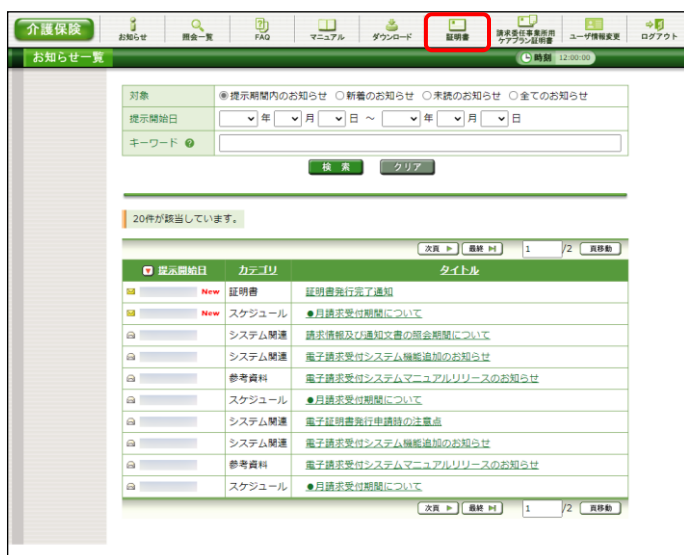 介護保険
お知らせ 照会一覧 FAQ マニュアル ダウンロード 証明書 請求委任事業所用 ケアプラン証明書 ユーザ情報変更 ログアウト
お知らせ一覧 時刻 12:00:00
対象 提示期間内のお知らせ 新着のお知らせ 未読のお知らせ 全てのお知らせ
提示開始日 年 月 日 ～ 年 月 日
キーワード
検 索 クリア
20件が該当しています。
次頁 最終 1 /2 頁移動
提示開始日 カテゴリ タイトル
New 証明書 証明書発行完了通知
New スケジュール ●月請求受付期間について
システム関連 請求情報及び通知文書の照会期間について
システム関連 電子請求受付システム機能追加のお知らせ
参考資料 電子請求受付システムマニュアルリリースのお知らせ
スケジュール ●月請求受付期間について
システム関連 電子証明書発行申請時の注意点
システム関連 電子請求受付システム機能追加のお知らせ
参考資料 電子請求受付システムマニュアルリリースのお知らせ
スケジュール ●月請求受付期間について
次頁 最終 1 /2 頁移動